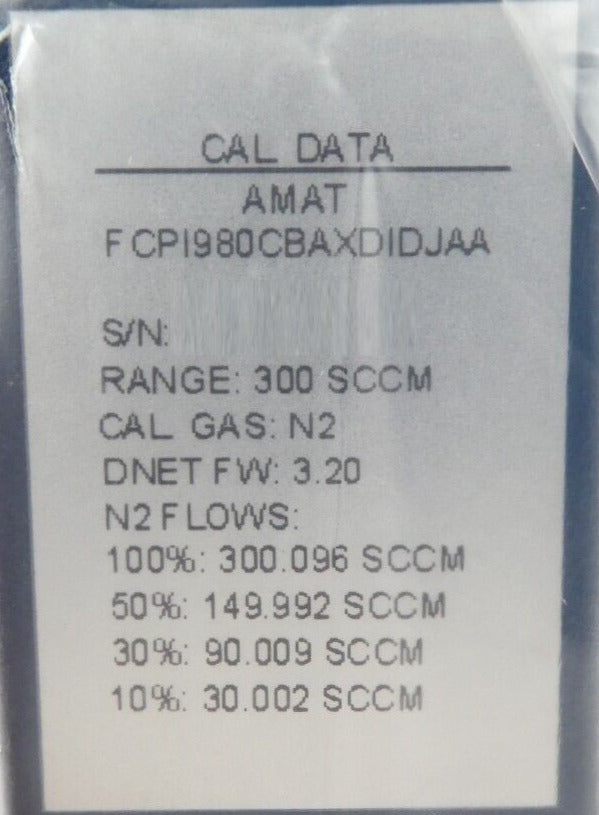 CAL DATA
AMAT
FCPI980CBAXDIDJAA
S/N:
RANGE: 300 SCCM
CAL GAS: N2
DNET FW: 3.20
N2 FLOWS:
100%: 300.096 SCCM
50%: 149.992 SCCM
30%: 90.009 SCCM
10%: 30.002 SCCM